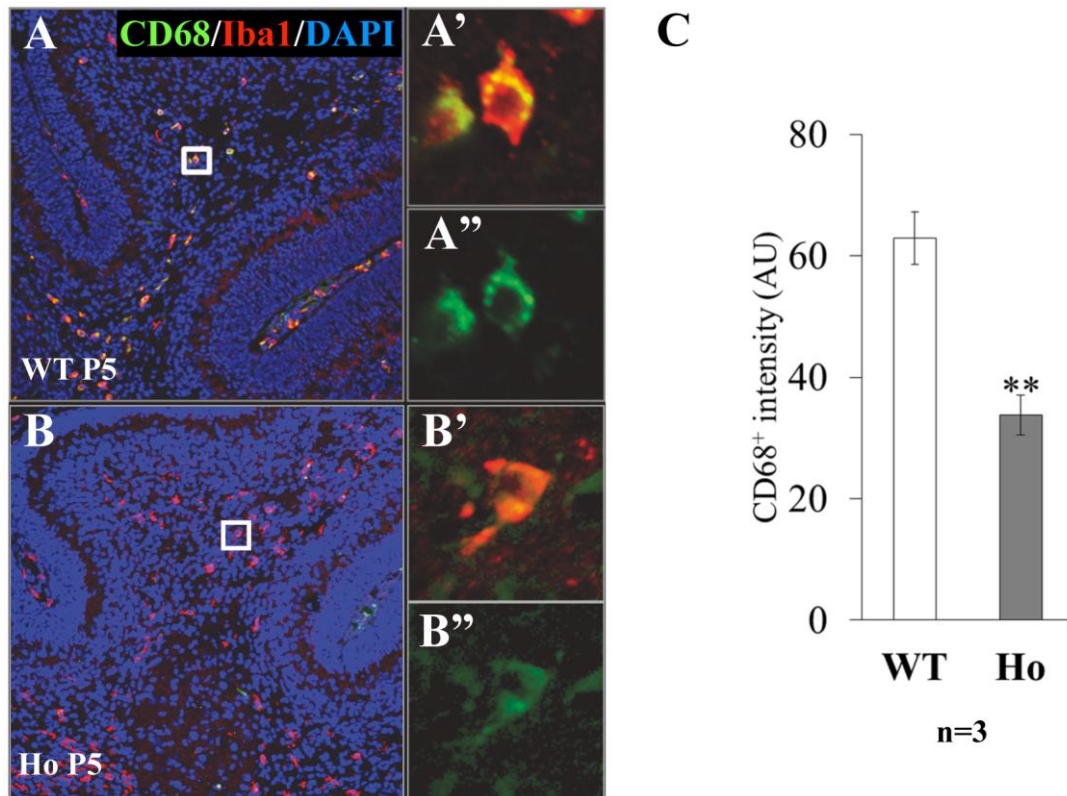 A
CD68/Iba1/DAPI
WT P5
A’
A”
B
Ho P5
B’
B”
C
80
60
40
20
0
CD68⁺ intensity (AU)
**
WT Ho
n=3